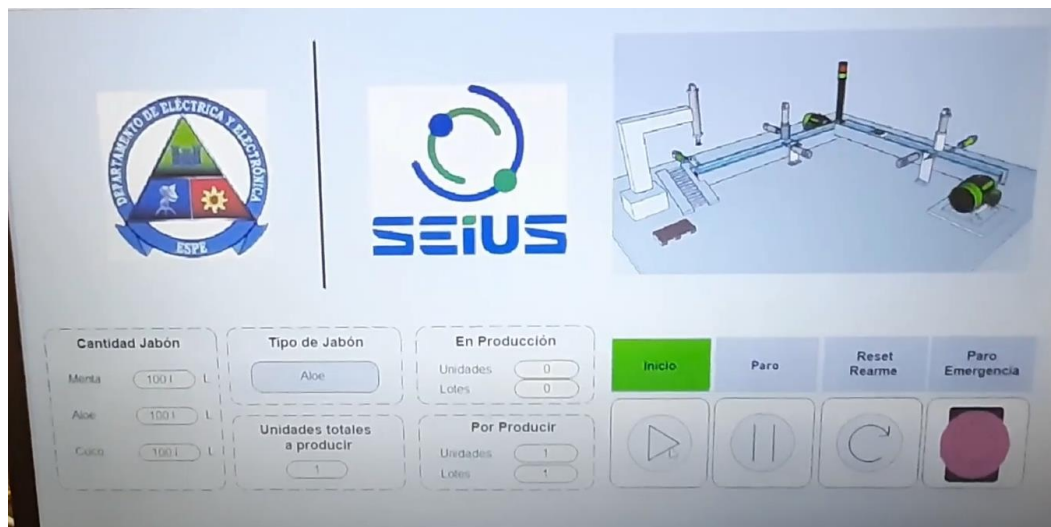 DEPARTAMENTO DE ELÉCTRICA Y ELECTRÓNICA
ESPE
SEiUS
Cantidad Jabón
Menta 100 L
Aloe 100 L
Coco 100 L
Tipo de Jabón
Aloe
Unidades totales
a producir
1
En Producción
Unidades 0
Lotes 0
Por Producir
Unidades 1
Lotes 1
Inicio
Paro
Reset
Rearme
Paro
Emergencia